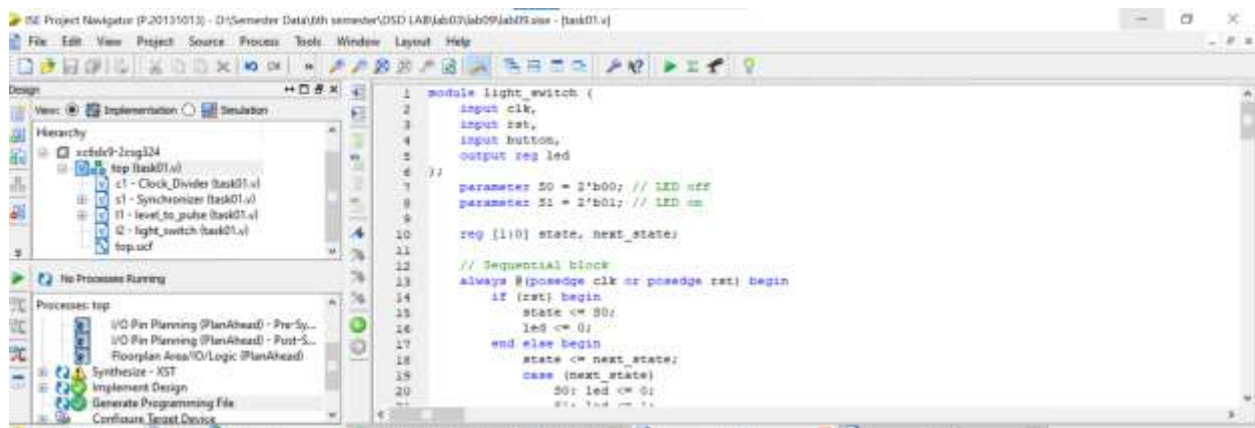 ISE Project Navigator (P.20131013) - D:\Semester Data\6th semester\DSD LAB\lab03\lab09\lab09.xise - [task01.v]
File Edit View Project Source Process Tools Window Layout Help
Design
View: Implementation Simulation
Hierarchy
xc6slx9-2csg324
top (task01.v)
c1 - Clock_Divider (task01.v)
s1 - Synchronizer (task01.v)
l1 - level_to_pulse (task01.v)
l2 - light_switch (task01.v)
top.ucf
No Processes Running
Processes: top
I/O Pin Planning (PlanAhead) - Pre-Sy...
I/O Pin Planning (PlanAhead) - Post-S...
Floorplan Area/IO/Logic (PlanAhead)
Synthesize - XST
Implement Design
Generate Programming File
Configure Target Device
1 module light_switch (
2 input clk,
3 input rst,
4 input button,
5 output reg led
6 );
7 parameter S0 = 2'b00; // LED off
8 parameter S1 = 2'b01; // LED on
9
10 reg [1:0] state, next_state;
11
12 // Sequential block
13 always @(posedge clk or posedge rst) begin
14 if (rst) begin
15 state <= S0;
16 led <= 0;
17 end else begin
18 state <= next_state;
19 case (next_state)
20 S0: led <= 0;